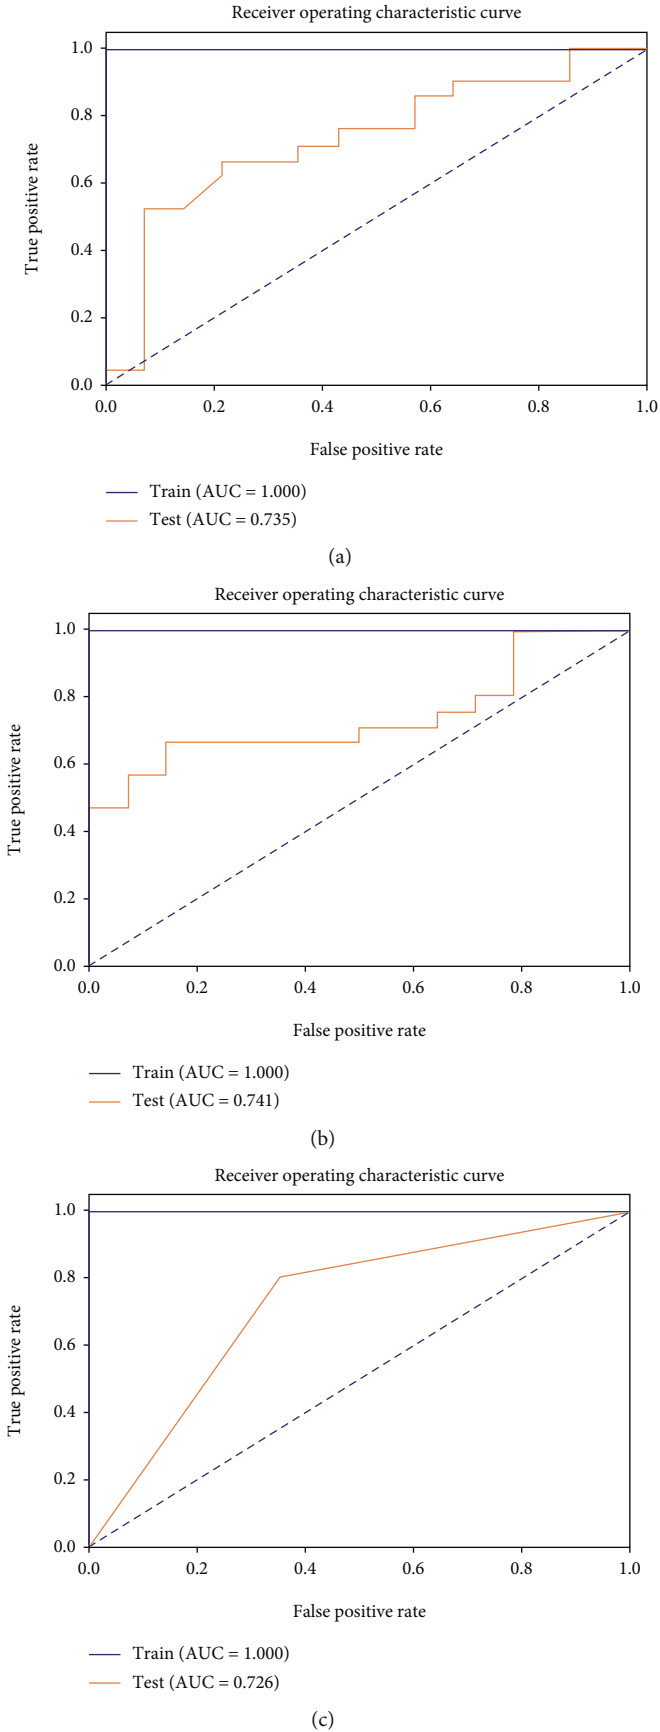 Receiver operating characteristic curve
1.0
0.8
0.6
0.4
0.2
0.0
True positive rate
0.0 0.2 0.4 0.6 0.8 1.0
False positive rate
Train (AUC = 1.000)
Test (AUC = 0.735)
(a)
Receiver operating characteristic curve
1.0
0.8
0.6
0.4
0.2
0.0
True positive rate
0.0 0.2 0.4 0.6 0.8 1.0
False positive rate
Train (AUC = 1.000)
Test (AUC = 0.741)
(b)
Receiver operating characteristic curve
1.0
0.8
0.6
0.4
0.2
0.0
True positive rate
0.0 0.2 0.4 0.6 0.8 1.0
False positive rate
Train (AUC = 1.000)
Test (AUC = 0.726)
(c)